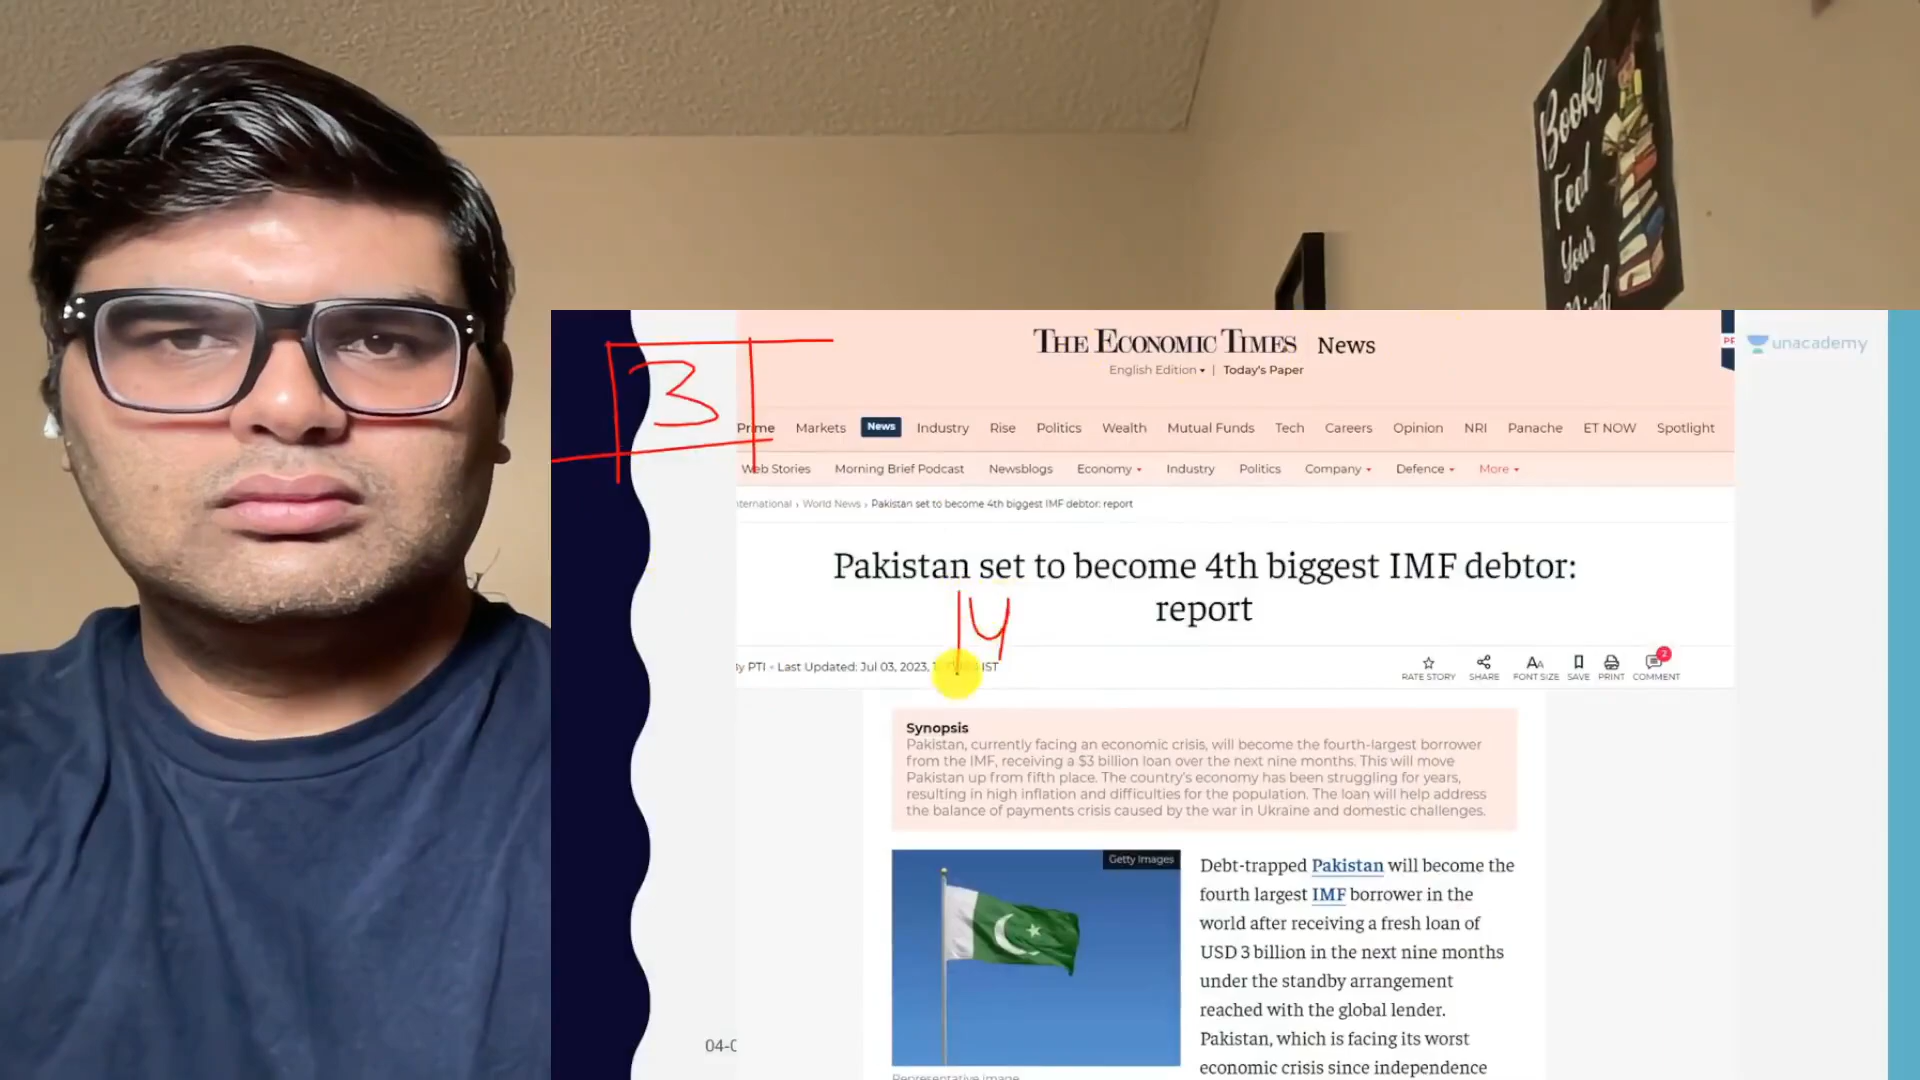 Books
Feed
Your
Mind
3
THE ECONOMIC TIMES News
English Edition | Today's Paper
unacademy
Prime Markets News Industry Rise Politics Wealth Mutual Funds Tech Careers Opinion NRI Panache ET NOW Spotlight
Web Stories Morning Brief Podcast Newsblogs Economy Industry Politics Company Defence More
nternational › World News › Pakistan set to become 4th biggest IMF debtor: report
Pakistan set to become 4th biggest IMF debtor:
report
14
By PTI • Last Updated: Jul 03, 2023, IST
RATE STORY SHARE FONT SIZE SAVE PRINT COMMENT
2
Synopsis
Pakistan, currently facing an economic crisis, will become the fourth-largest borrower
from the IMF, receiving a $3 billion loan over the next nine months. This will move
Pakistan up from fifth place. The country's economy has been struggling for years,
resulting in high inflation and difficulties for the population. The loan will help address
the balance of payments crisis caused by the war in Ukraine and domestic challenges.
Getty Images
Debt-trapped Pakistan will become the
fourth largest IMF borrower in the
world after receiving a fresh loan of
USD 3 billion in the next nine months
under the standby arrangement
reached with the global lender.
Pakistan, which is facing its worst
economic crisis since independence
Representative image
04-0